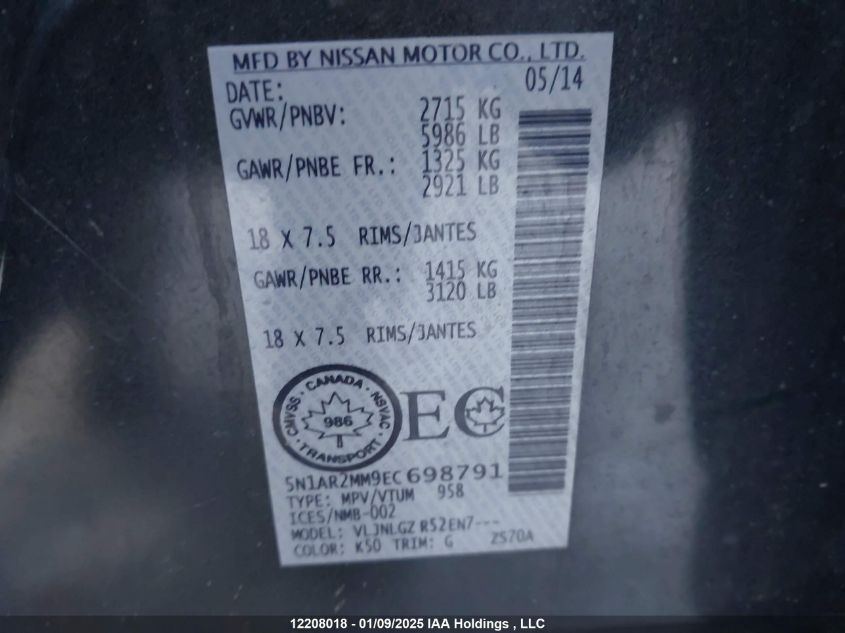 MFD BY NISSAN MOTOR CO., LTD.
DATE: 05/14
GVWR/PNBV: 2715 KG
5986 LB
GAWR/PNBE FR.: 1325 KG
2921 LB
18 X 7.5 RIMS/JANTES
GAWR/PNBE RR.: 1415 KG
3120 LB
18 X 7.5 RIMS/JANTES
CANADA · NSVAC · TRANSPORT · CMVSS ·
986
EC
5N1AR2MM9EC698791
TYPE: MPV/VTUM 958
ICES/NMB-002
MODEL: VLJNLGZ R52EN7---
COLOR: K50 TRIM: G ZS70A
12208018 - 01/09/2025 IAA Holdings , LLC